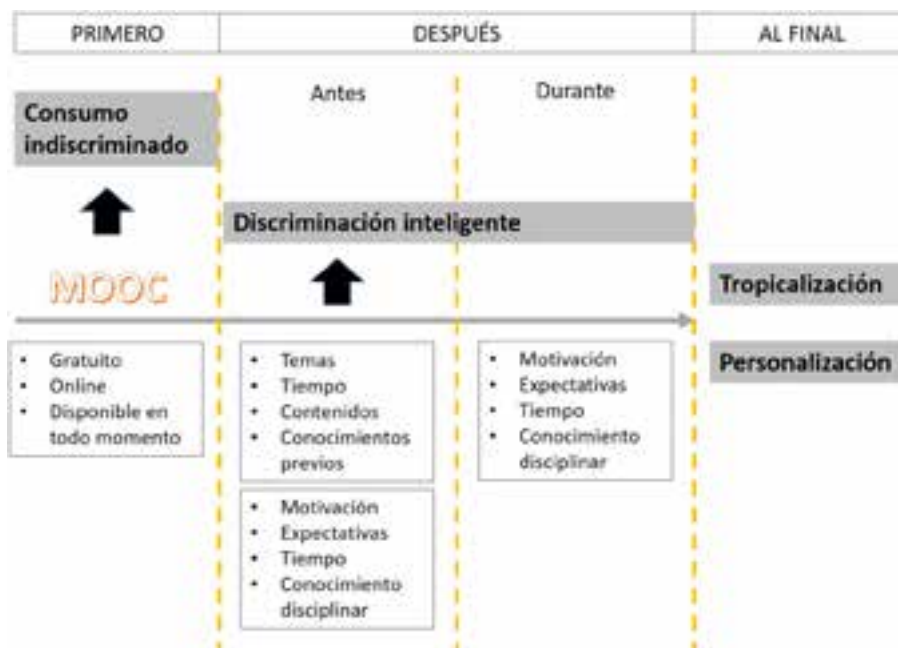 PRIMERO
DESPUÉS
AL FINAL
Antes
Durante
Consumo
indiscriminado
Discriminación inteligente
MOOC
Tropicalización
Personalización
• Gratuito
• Online
• Disponible en
todo momento
• Temas
• Tiempo
• Contenidos
• Conocimientos
previos
• Motivación
• Expectativas
• Tiempo
• Conocimiento
disciplinar
• Motivación
• Expectativas
• Tiempo
• Conocimiento
disciplinar